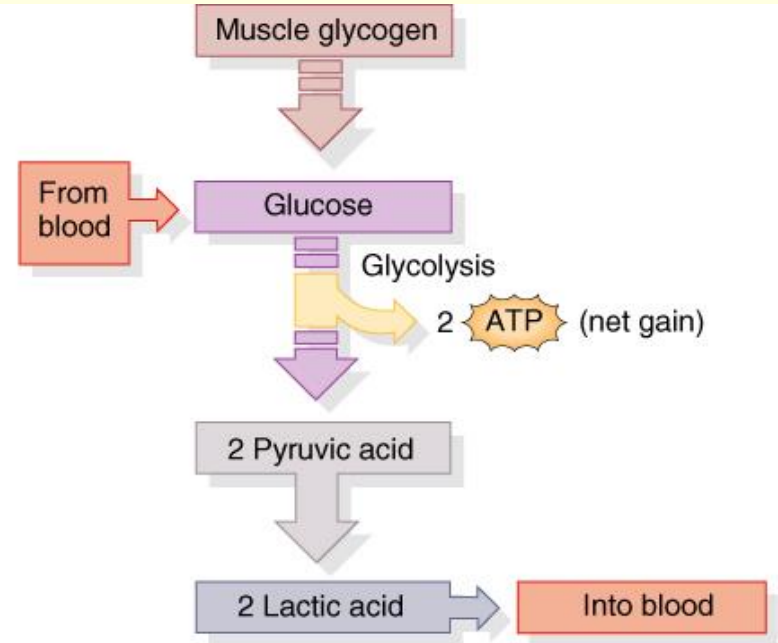 Muscle glycogen
From
blood
Glucose
Glycolysis
2 ATP (net gain)
2 Pyruvic acid
2 Lactic acid
Into blood